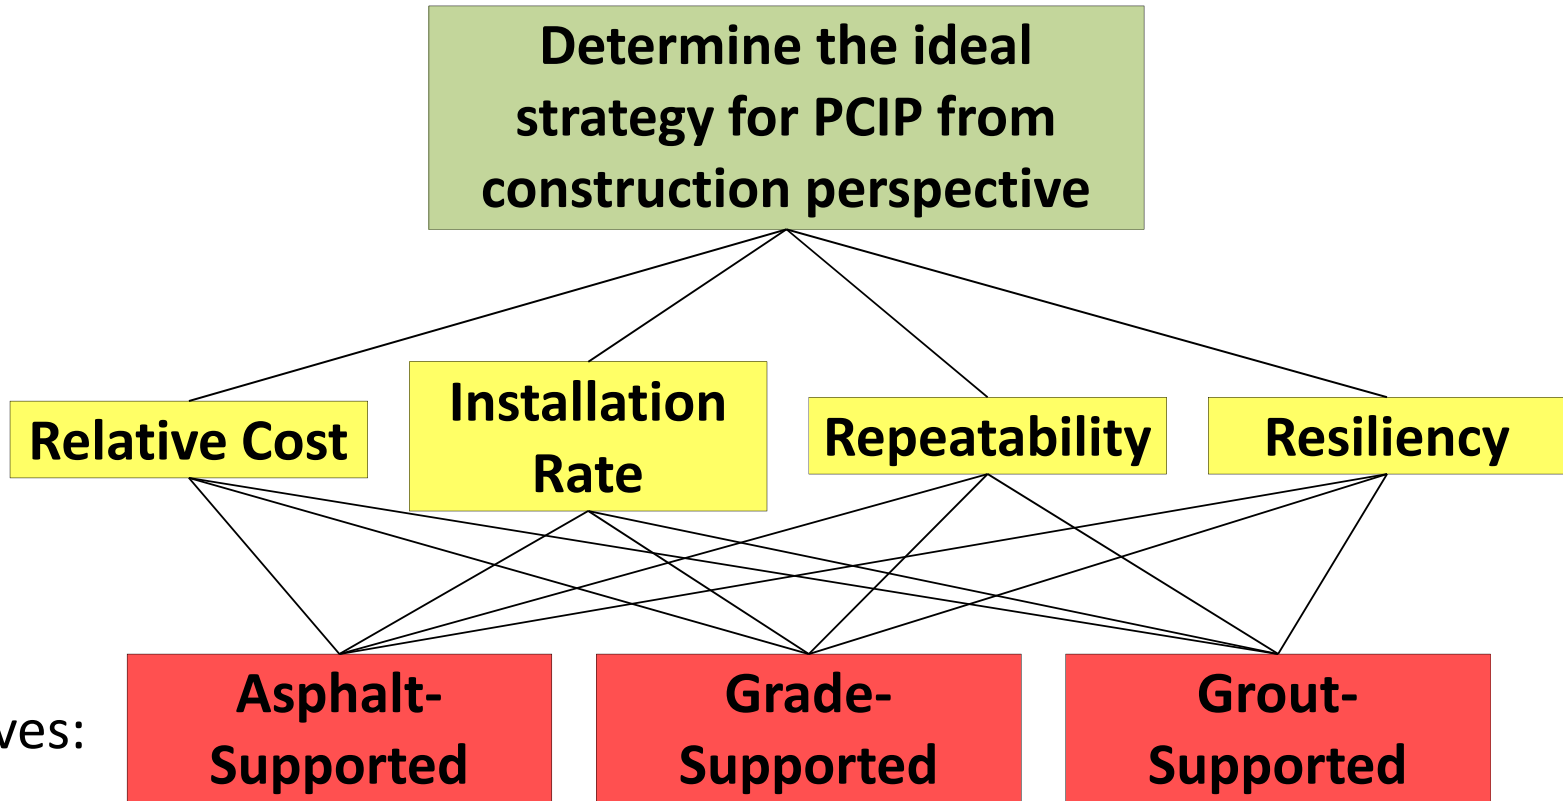 Determine the ideal
strategy for PCIP from
construction perspective
Relative Cost
Installation
Rate
Repeatability
Resiliency
ves:
Asphalt-
Supported
Grade-
Supported
Grout-
Supported